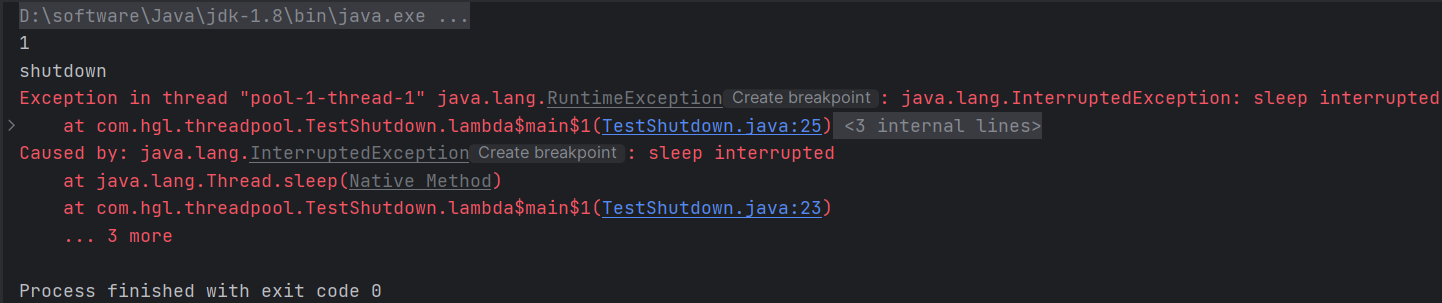 D:\software\Java\jdk-1.8\bin\java.exe ...
1
shutdown
Exception in thread "pool-1-thread-1" java.lang.RuntimeException Create breakpoint : java.lang.InterruptedException: sleep interrupted
at com.hgl.threadpool.TestShutdown.lambda$main$1(TestShutdown.java:25) <3 internal lines>
Caused by: java.lang.InterruptedException Create breakpoint : sleep interrupted
at java.lang.Thread.sleep(Native Method)
at com.hgl.threadpool.TestShutdown.lambda$main$1(TestShutdown.java:23)
... 3 more
Process finished with exit code 0